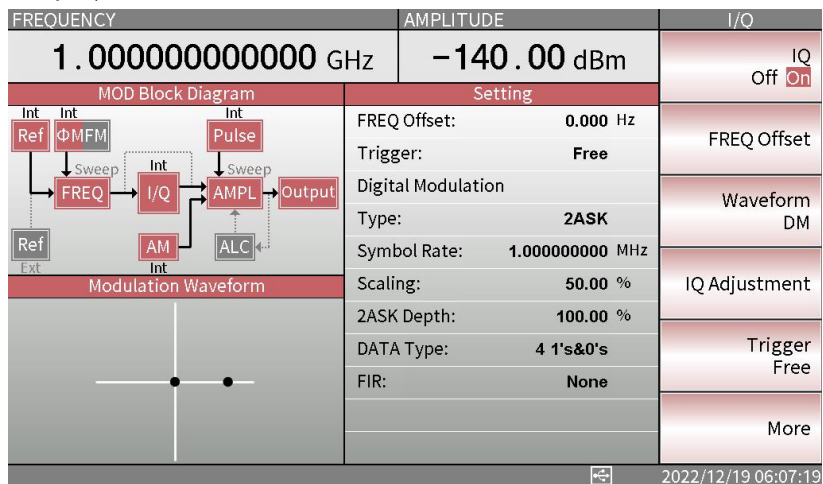 FREQUENCY
AMPLITUDE
I/Q
1.000000000000 GHz
-140.00 dBm
IQ
Off On
MOD Block Diagram
Setting
Int
Int
Int
Ref
ΦMFM
Pulse
Sweep
Int
Sweep
FREQ
I/Q
AMPL
Output
Ref
AM
ALC
Ext
Int
Modulation Waveform
FREQ Offset: 0.000 Hz
Trigger: Free
Digital Modulation
Type: 2ASK
Symbol Rate: 1.000000000 MHz
Scaling: 50.00 %
2ASK Depth: 100.00 %
DATA Type: 4 1's&0's
FIR: None
FREQ Offset
Waveform
DM
IQ Adjustment
Trigger
Free
More
2022/12/19 06:07:19